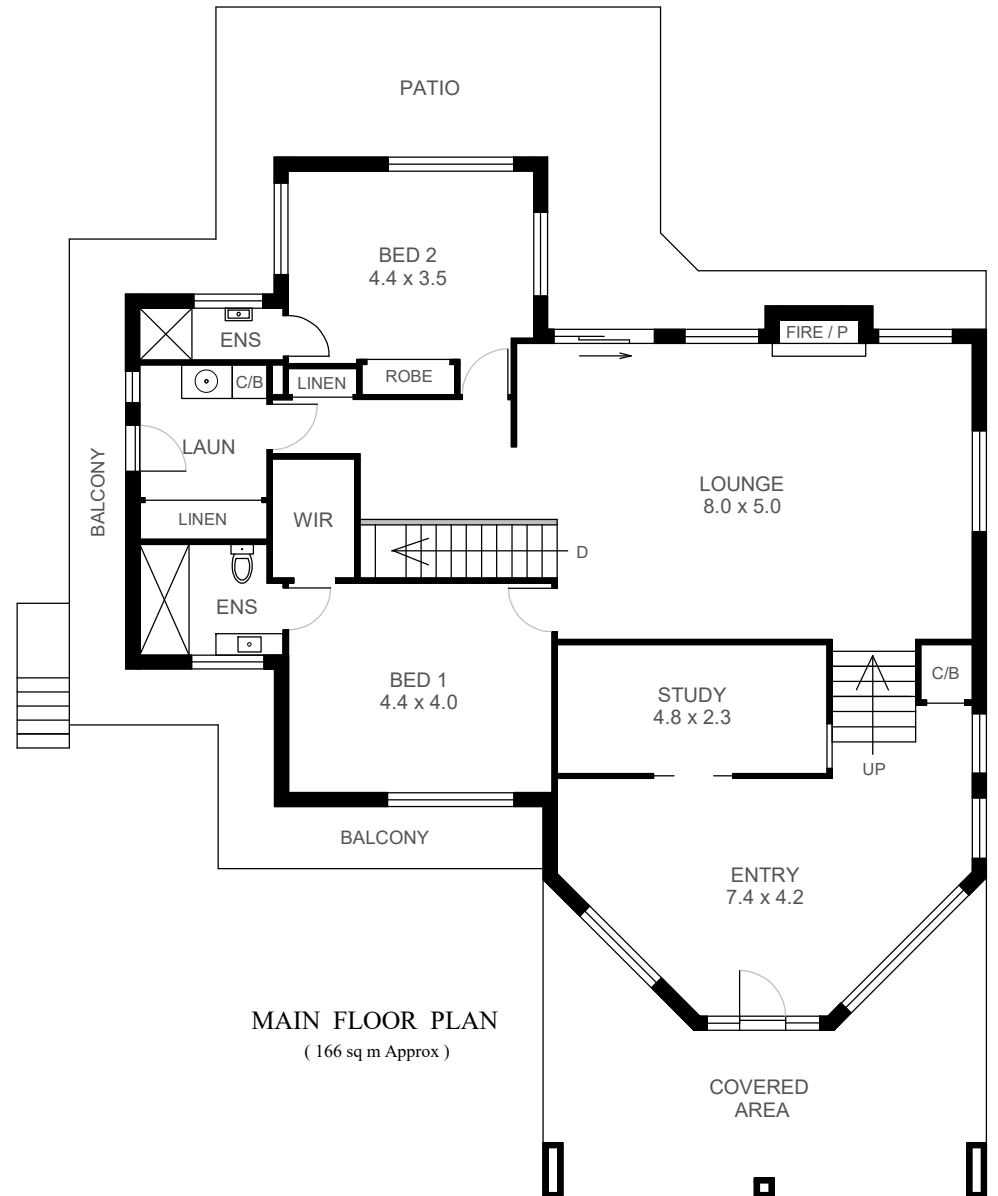 PATIO
BED 2
4.4 x 3.5
ENS
FIRE / P
LINEN
ROBE
C/B
LAUN
BALCONY
LOUNGE
8.0 x 5.0
LINEN
WIR
D
ENS
BED 1
4.4 x 4.0
STUDY
4.8 x 2.3
C/B
UP
BALCONY
ENTRY
7.4 x 4.2
MAIN FLOOR PLAN
( 166 sq m Approx )
COVERED
AREA